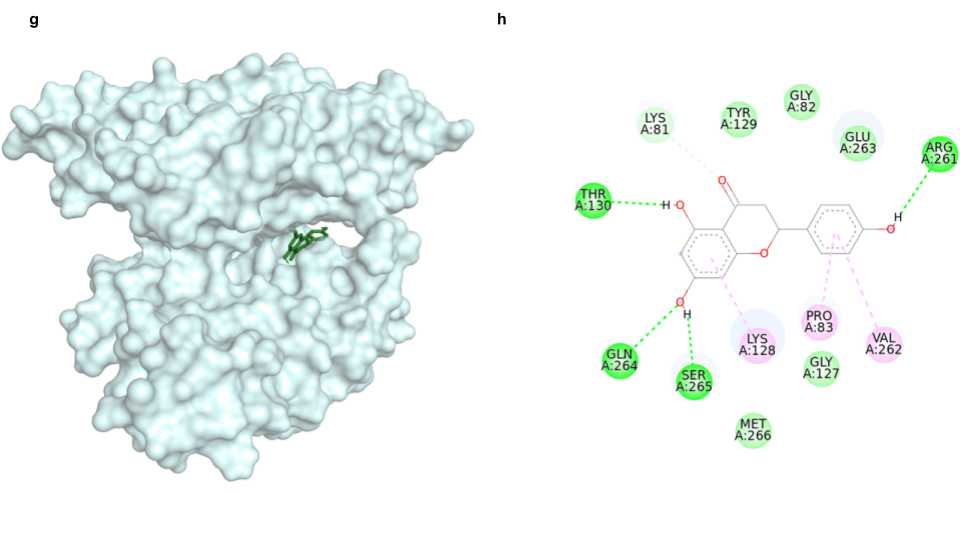 g
h
GLY
A:82
TYR
A:129
LYS
A:81
GLU
A:263
ARG
A:261
O
THR
A:130
H
O
H
O
O
O
H
PRO
A:83
LYS
A:128
VAL
A:262
GLN
A:264
GLY
A:127
SER
A:265
MET
A:266